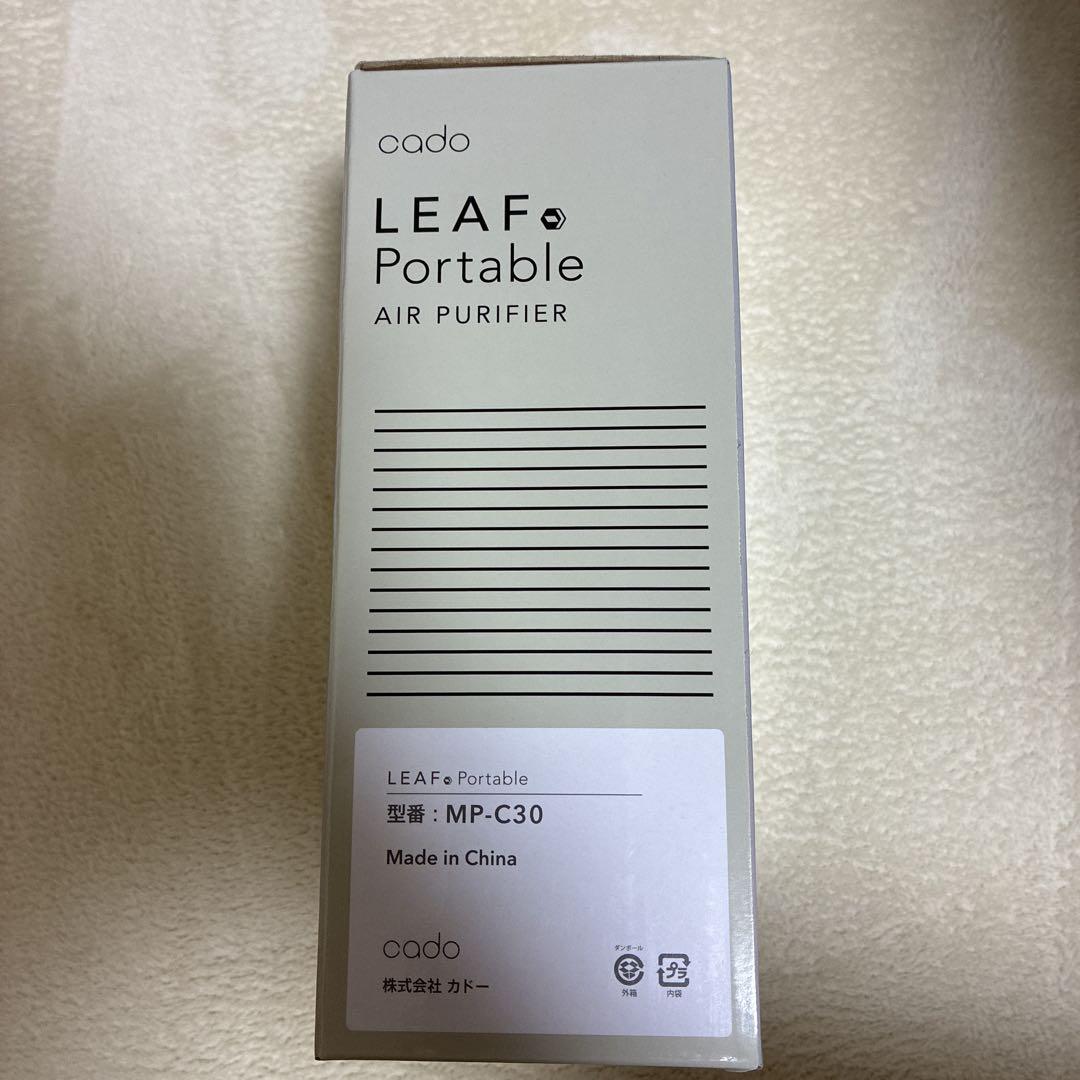 cado
LEAF
Portable
AIR PURIFIER
LEAF Portable
型番：MP-C30
Made in China
cado
株式会社 カドー
ダンボール
外箱
プラ
内袋